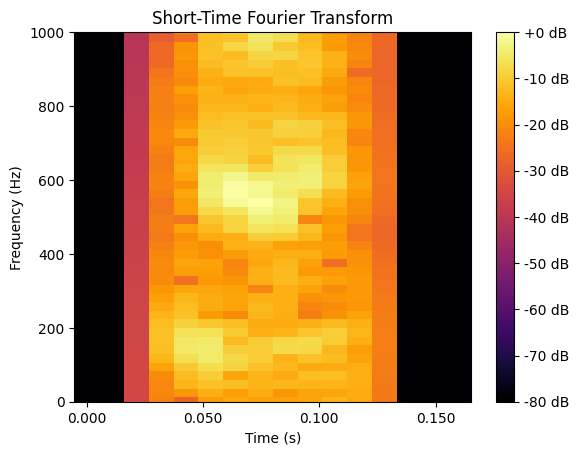 Short-Time Fourier Transform
Frequency (Hz)
1000
800
600
400
200
0
0.000
0.050
0.100
0.150
Time (s)
+0 dB
-10 dB
-20 dB
-30 dB
-40 dB
-50 dB
-60 dB
-70 dB
-80 dB